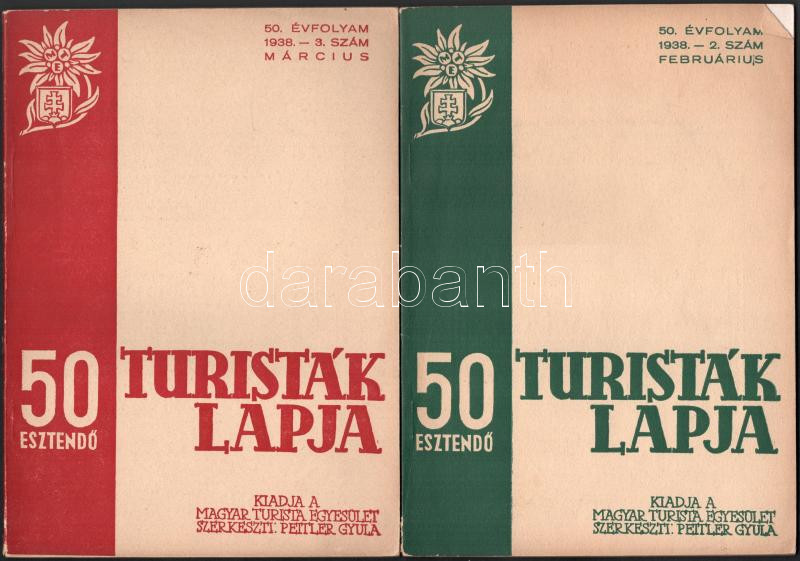 50. ÉVFOLYAM
1938. — 3. SZÁM
MÁRCIUS
M T E
50
ESZTENDŐ
TURISTÁK
LAPJA
KIADJA A
MAGYAR TURISTA EGYESÜLET
SZERKESZTI: PEITLER GYULA
50. ÉVFOLYAM
1938. — 2. SZÁM
FEBRUÁRIUS
M T E
50
ESZTENDŐ
TURISTÁK
LAPJA
KIADJA A
MAGYAR TURISTA EGYESÜLET
SZERKESZTI: PEITLER GYULA
darabanth